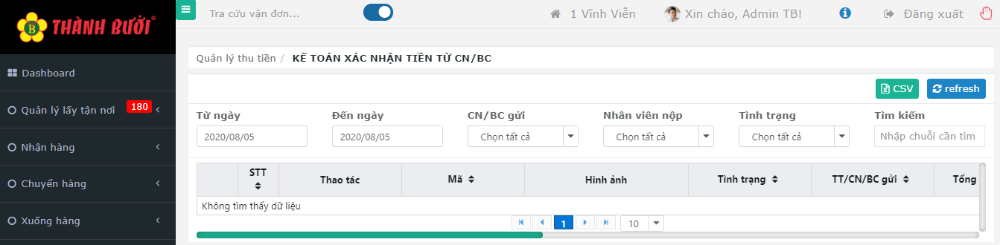 THÀNH BƯỞI®
Tra cứu vận đơn...
1 Vĩnh Viễn
Xin chào, Admin TB!
Đăng xuất
Dashboard
Quản lý lấy tận nơi 180
Nhận hàng
Chuyển hàng
Xuống hàng
Quản lý thu tiền / KẾ TOÁN XÁC NHẬN TIỀN TỪ CN/BC
CSV refresh
Từ ngày Đến ngày CN/BC gửi Nhân viên nộp Tình trạng Tìm kiếm
2020/08/05 2020/08/05 Chọn tất cả Chọn tất cả Chọn tất cả Nhập chuỗi cần tìm
STT Thao tác Mã Hình ảnh Tình trạng TT/CN/BC gửi Tổng
Không tìm thấy dữ liệu
1 10